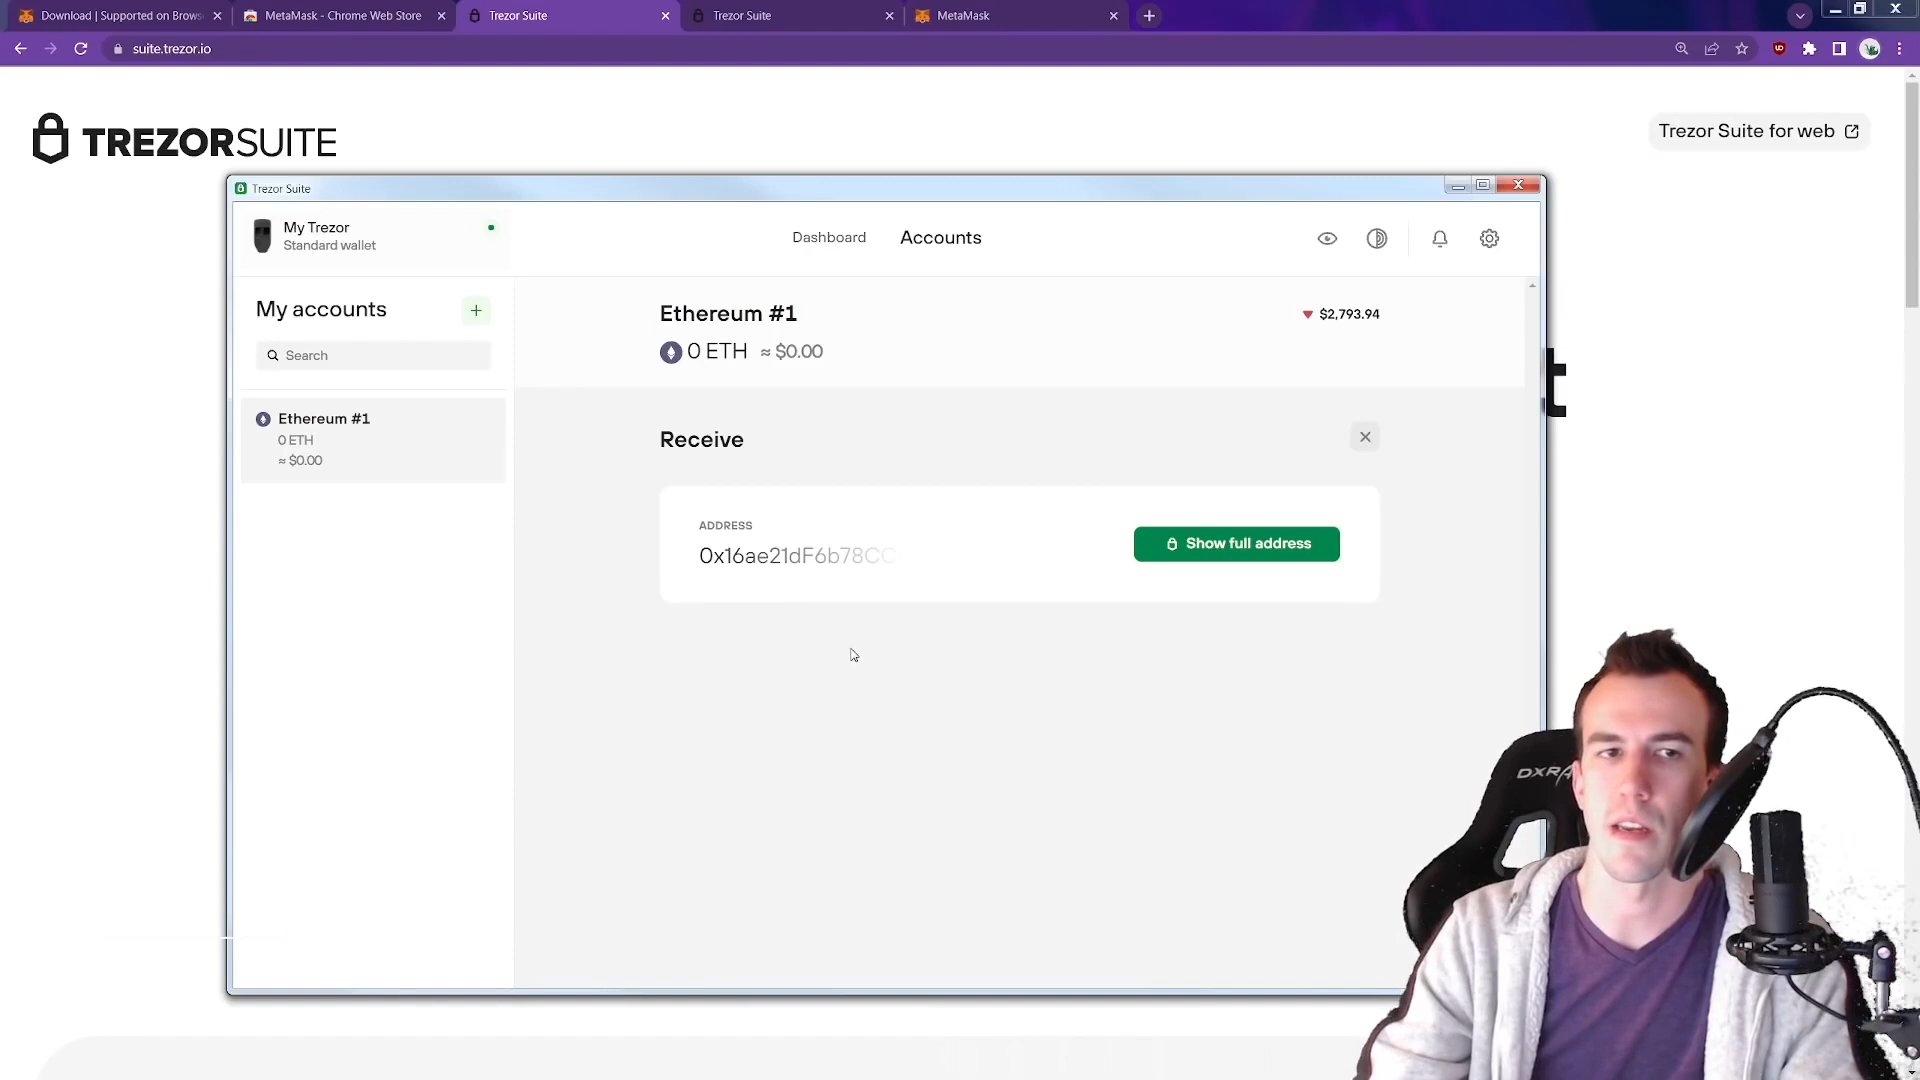 Download | Supported on Brows
MetaMask - Chrome Web Store
Trezor Suite
Trezor Suite
MetaMask
suite.trezor.io
TREZORSUITE
Trezor Suite for web
Trezor Suite
My Trezor
Standard wallet
Dashboard
Accounts
My accounts
Search
Ethereum #1
0 ETH
≈ $0.00
Ethereum #1
$2,793.94
0 ETH ≈ $0.00
Receive
ADDRESS
0x16ae21dF6b78CC
Show full address
t
DXRA